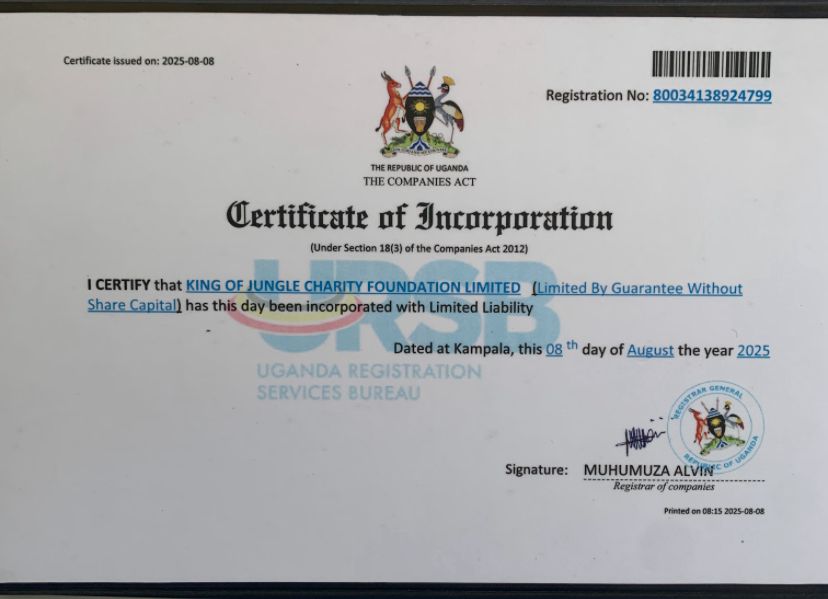 Certificate issued on: 2025-08-08
Registration No: 80034138924799
THE REPUBLIC OF UGANDA
THE COMPANIES ACT
Certificate of Incorporation
(Under Section 18(3) of the Companies Act 2012)
I CERTIFY that KING OF JUNGLE CHARITY FOUNDATION LIMITED (Limited By Guarantee Without
Share Capital) has this day been incorporated with Limited Liability
URSB
Dated at Kampala, this 08 th day of August the year 2025
UGANDA REGISTRATION
SERVICES BUREAU
REGISTRAR GENERAL
REPUBLIC OF UGANDA
Signature: MUHUMUZA ALVIN
Registrar of companies
Printed on 08:15 2025-08-08